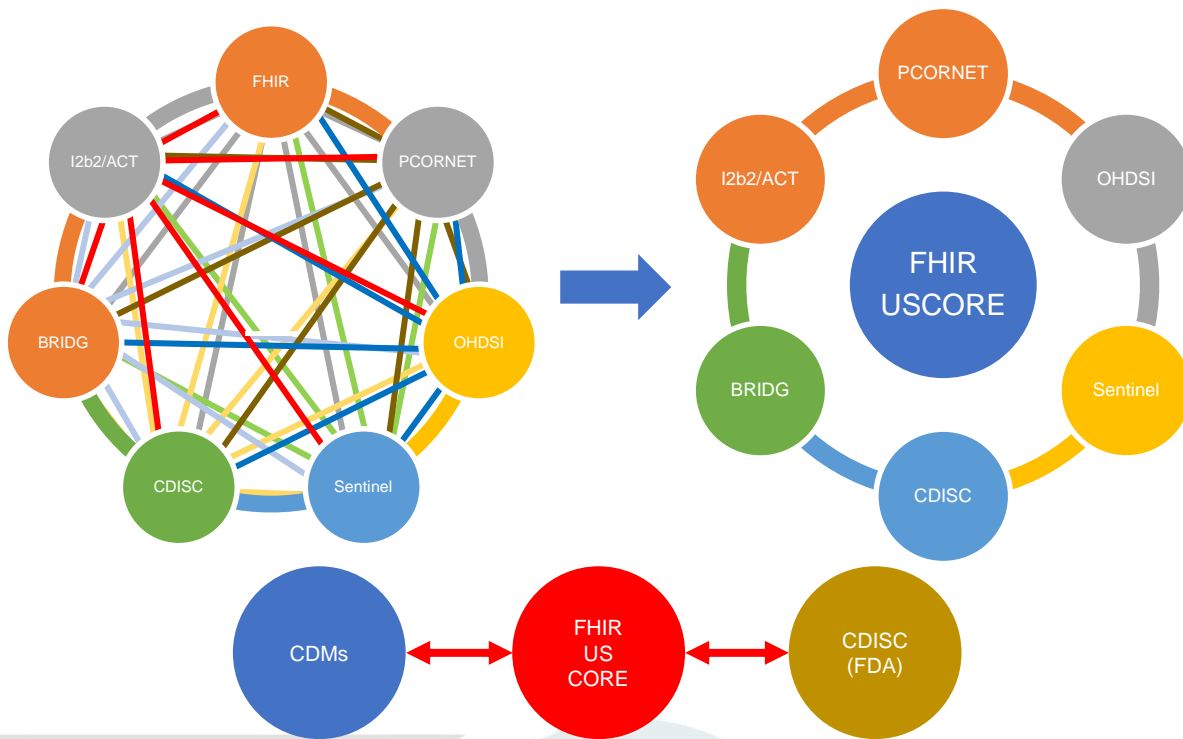 FHIR
I2b2/ACT
PCORNET
BRIDG
OHDSI
CDISC
Sentinel
PCORNET
I2b2/ACT
OHDSI
FHIR
USCORE
BRIDG
Sentinel
CDISC
CDMs
FHIR
US
CORE
CDISC
(FDA)